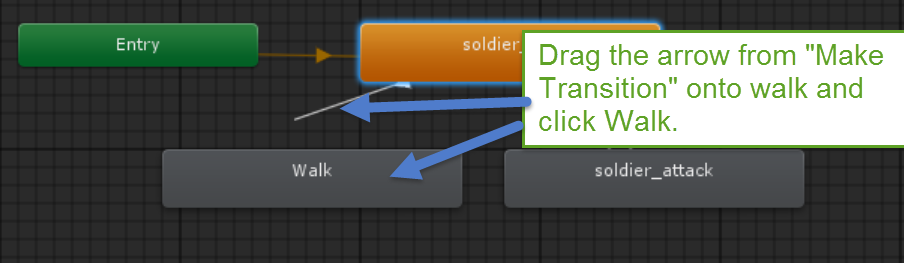 Entry
soldier_
Drag the arrow from "Make
Transition" onto walk and
click Walk.
Walk
soldier_attack